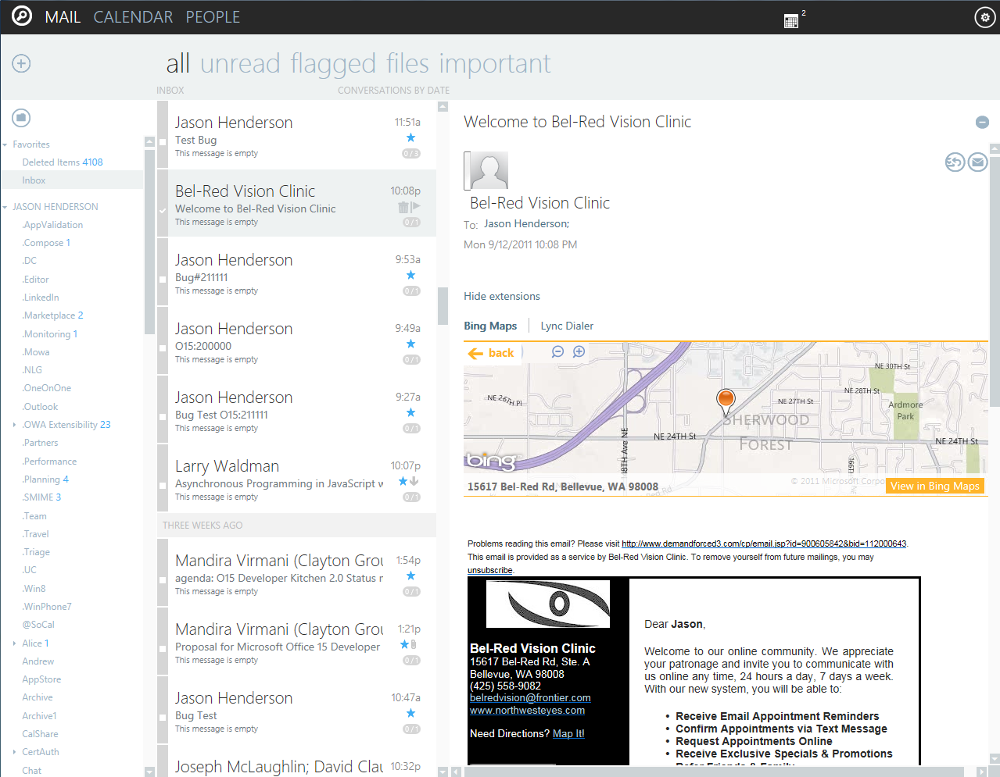 MAIL CALENDAR PEOPLE
2
all unread flagged files important
INBOX
CONVERSATIONS BY DATE
Favorites
Deleted Items 4108
Inbox
JASON HENDERSON
.AppValidation
.Compose 1
.DC
.Editor
.LinkedIn
.Marketplace 2
.Monitoring 1
.Mowa
.NLG
.OneOnOne
.Outlook
.OWA Extensibility 23
.Partners
.Performance
.Planning 4
.SMIME 3
.Team
.Travel
.Triage
.UC
.Win8
.WinPhone7
@SoCal
Alice 1
Andrew
AppStore
Archive
Archive1
CalShare
CertAuth
Chat
Jason Henderson 11:51a
Test Bug
This message is empty 0 / 3
Bel-Red Vision Clinic 10:08p
Welcome to Bel-Red Vision Clinic
This message is empty 0 / 1
Jason Henderson 9:53a
Bug#211111
This message is empty 0 / 1
Jason Henderson 9:49a
O15:200000
This message is empty 0 / 1
Jason Henderson 9:27a
Bug Test O15:211111
This message is empty 0 / 1
Larry Waldman 10:07p
Asynchronous Programming in JavaScript w
This message is empty 0 / 1
THREE WEEKS AGO
Mandira Virmani (Clayton Grou 1:54p
agenda: O15 Developer Kitchen 2.0 Status r
This message is empty 0 / 1
Mandira Virmani (Clayton Grou 1:21p
Proposal for Microsoft Office 15 Developer
This message is empty 0 / 1
Jason Henderson 10:47a
Bug Test
This message is empty 0 / 1
Joseph McLaughlin; David Clau 10:32p
Welcome to Bel-Red Vision Clinic
Bel-Red Vision Clinic
To: Jason Henderson;
Mon 9/12/2011 10:08 PM
Hide extensions
Bing Maps Lync Dialer
back
NE 30TH St
NE 28TH St
NE 26TH Pl
NE 27TH St
Ardmore
Park
SHERWOOD
FOREST
NE 24TH St
NE 24TH St
148TH Ave NE
166TH
bing
Rd
© 2011 Microsoft Corpo
15617 Bel-Red Rd, Bellevue, WA 98008
View in Bing Maps
Problems reading this email? Please visit http://www.demandforced3.com/cp/email.jsp?id=900605842&bid=112000643.
This email is provided as a service by Bel-Red Vision Clinic. To remove yourself from future mailings, you may
unsubscribe.
Bel-Red Vision Clinic
15617 Bel-Red Rd, Ste. A
Bellevue, WA 98008
(425) 558-9082
belredvision@frontier.com
www.northwesteyes.com
Need Directions? Map It!
Dear Jason,
Welcome to our online community. We appreciate
your patronage and invite you to communicate with
us online any time, 24 hours a day, 7 days a week.
With our new system, you will be able to:
• Receive Email Appointment Reminders
• Confirm Appointments via Text Message
• Request Appointments Online
• Receive Exclusive Specials & Promotions
• Refer Friends & Family